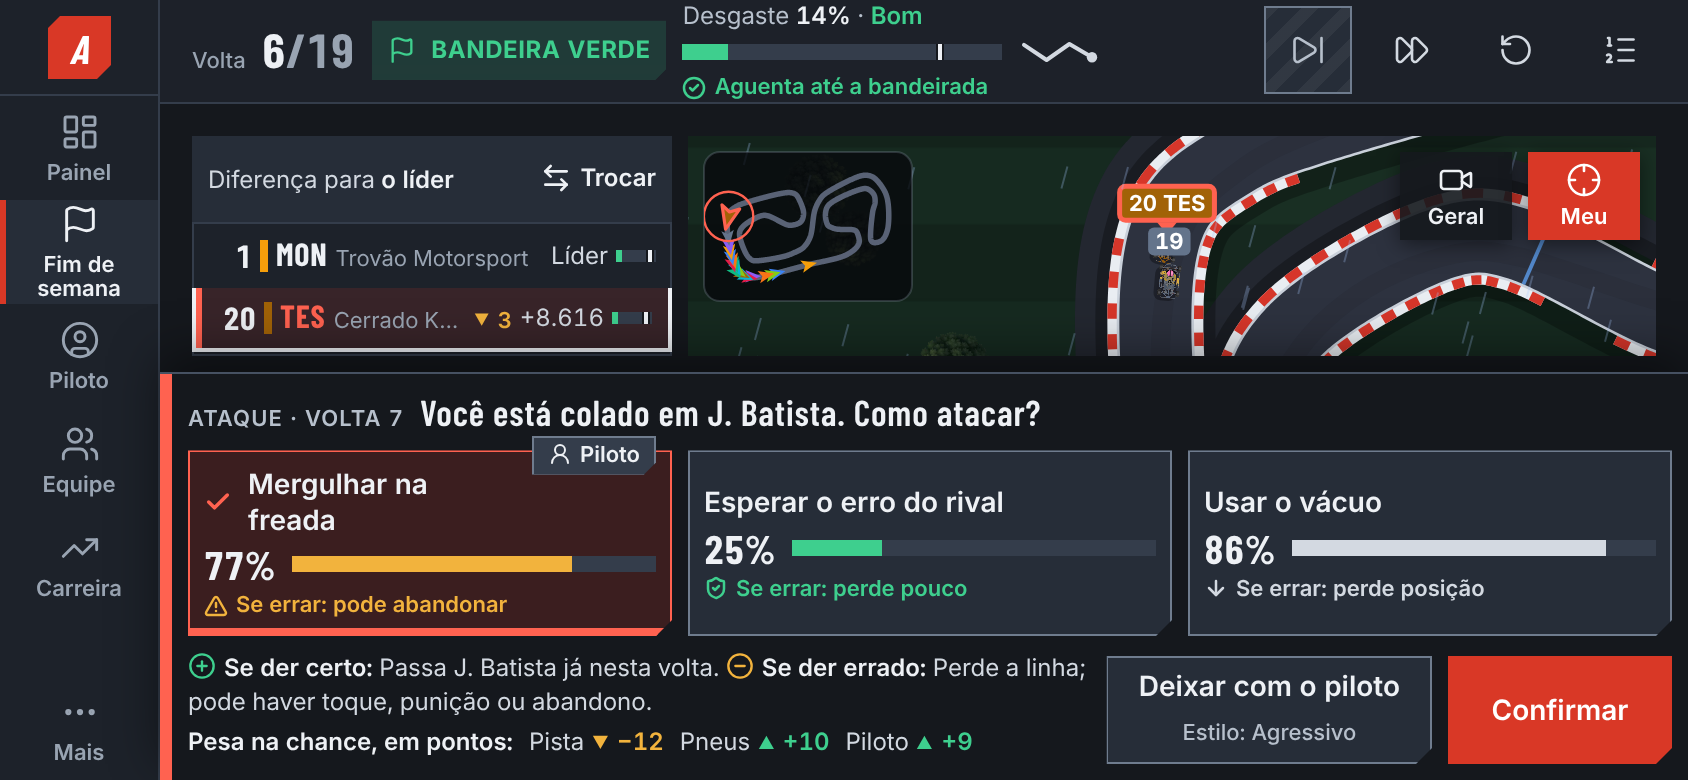 A
Painel
Fim de
semana
Piloto
Equipe
Carreira
Mais
Volta 6/19
BANDEIRA VERDE
Desgaste 14% · Bom
Aguenta até a bandeirada
1
2
Diferença para o líder
Trocar
1 MON Trovão Motorsport Líder
20 TES Cerrado K... ▼ 3 +8.616
20 TES
19
Geral
Meu
ATAQUE · VOLTA 7 Você está colado em J. Batista. Como atacar?
Piloto
Mergulhar na
freada
77%
Se errar: pode abandonar
Esperar o erro do rival
25%
Se errar: perde pouco
Usar o vácuo
86%
Se errar: perde posição
Se der certo: Passa J. Batista já nesta volta. Se der errado: Perde a linha;
pode haver toque, punição ou abandono.
Pesa na chance, em pontos: Pista ▼ −12 Pneus ▲ +10 Piloto ▲ +9
Deixar com o piloto
Estilo: Agressivo
Confirmar